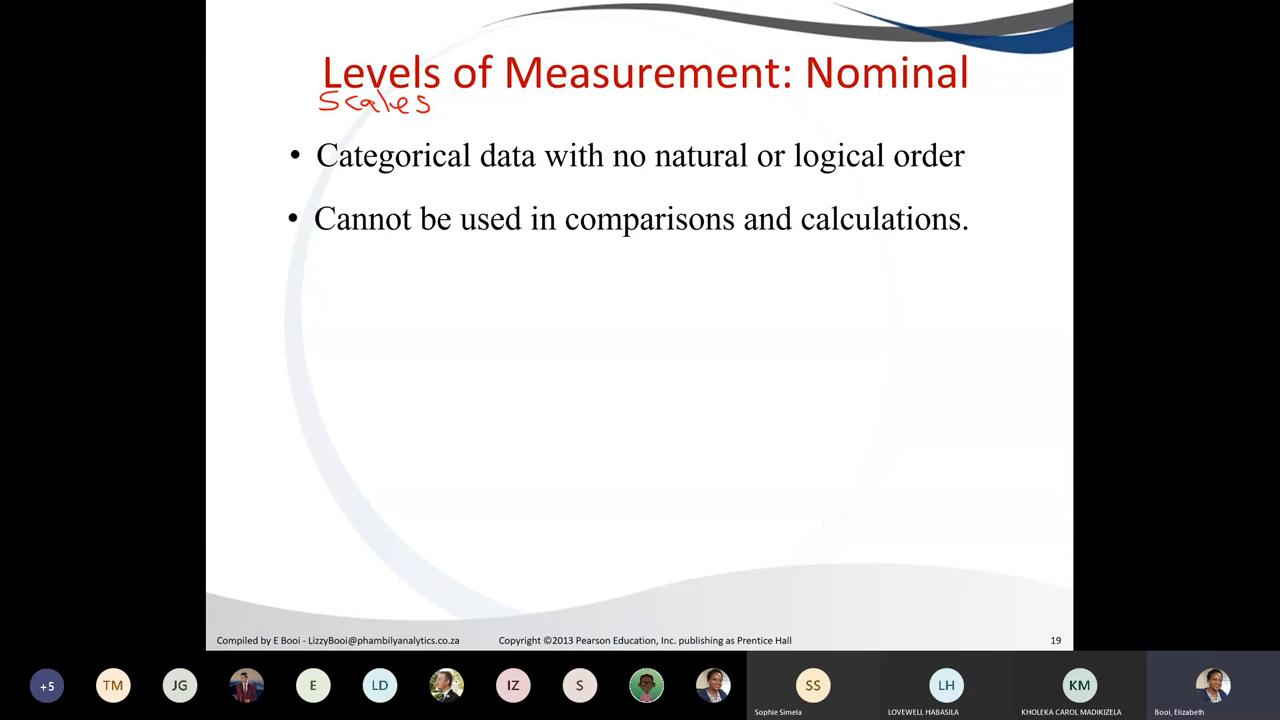 Levels of Measurement: Nominal
scales
• Categorical data with no natural or logical order
• Cannot be used in comparisons and calculations.
Compiled by E Booi - LizzyBooi@phambilyanalytics.co.za Copyright ©2013 Pearson Education, Inc. publishing as Prentice Hall 19
+5 TM JG E LD IZ S SS LH KM
Sophie Simela LOVEWELL HABASILA KHOLEKA CAROL MADIKIZELA Booi, Elizabeth